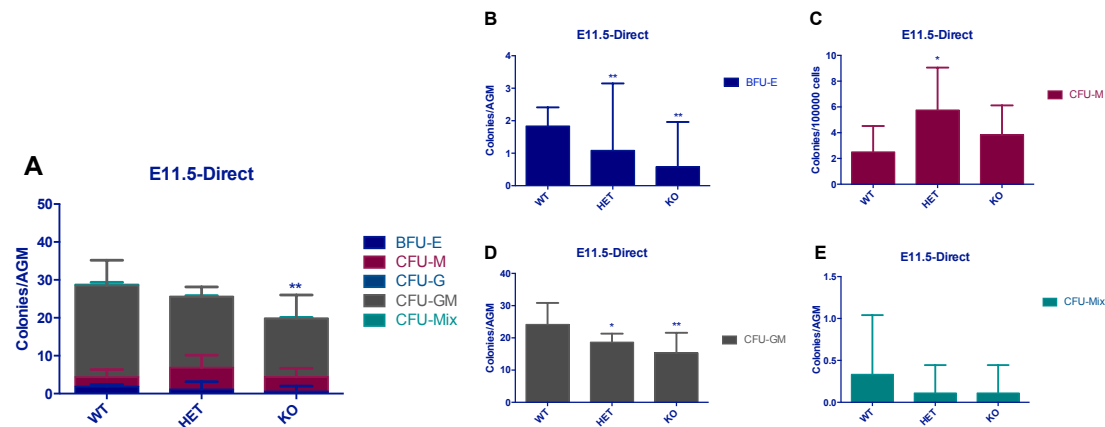 A
E11.5-Direct
Colonies/AGM
50
40
30
20
10
0
**
WT
HET
KO
BFU-E
CFU-M
CFU-G
CFU-GM
CFU-Mix
B
E11.5-Direct
Colonies/AGM
4
3
2
1
0
**
**
WT
HET
KO
BFU-E
C
E11.5-Direct
Colonies/100000 cells
10
8
6
4
2
0
*
WT
HET
KO
CFU-M
D
E11.5-Direct
Colonies/AGM
40
30
20
10
0
*
**
WT
HET
KO
CFU-GM
E
E11.5-Direct
Colonies/AGM
1.5
1.0
0.5
0.0
WT
HET
KO
CFU-Mix